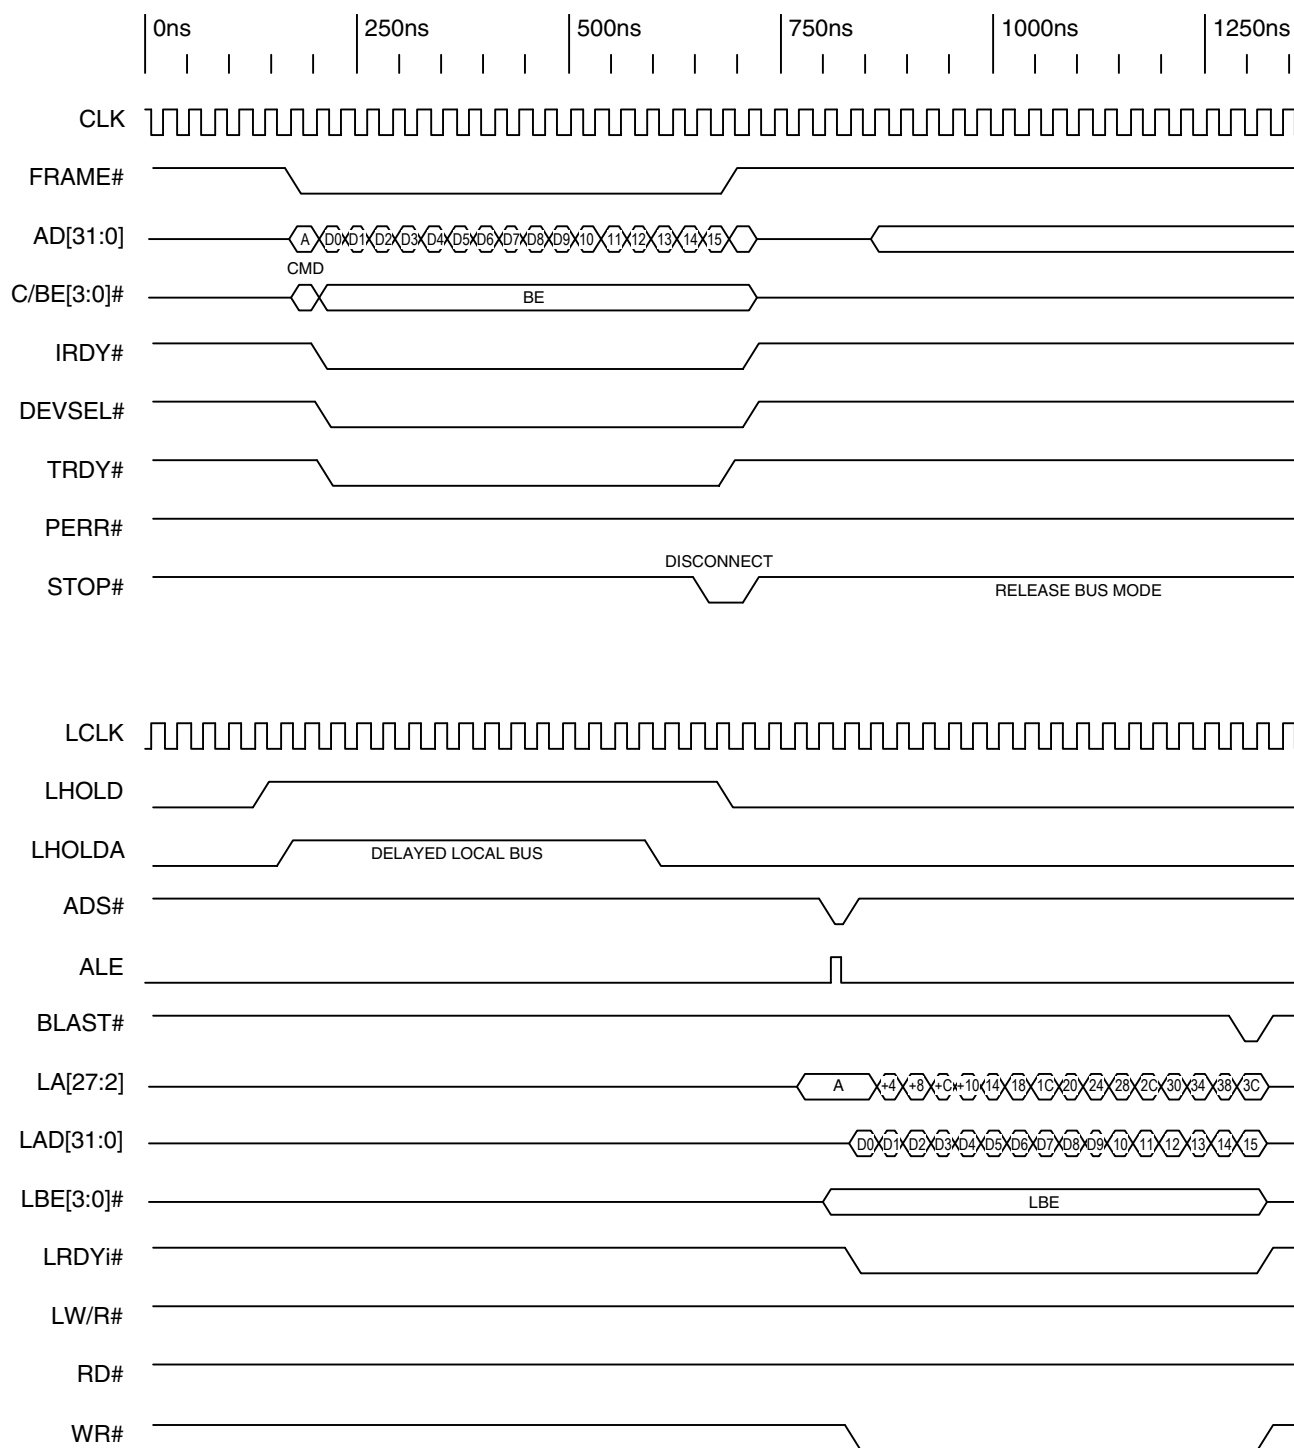 0ns 250ns 500ns 750ns 1000ns 1250ns
CLK
FRAME#
AD[31:0] A D0 D1 D2 D3 D4 D5 D6 D7 D8 D9 10 11 12 13 14 15
CMD
C/BE[3:0]# BE
IRDY#
DEVSEL#
TRDY#
PERR#
DISCONNECT
STOP# RELEASE BUS MODE
LCLK
LHOLD
LHOLDA DELAYED LOCAL BUS
ADS#
ALE
BLAST#
LA[27:2] A +4 +8 +C +10 14 18 1C 20 24 28 2C 30 34 38 3C
LAD[31:0] D0 D1 D2 D3 D4 D5 D6 D7 D8 D9 10 11 12 13 14 15
LBE[3:0]# LBE
LRDYi#
LW/R#
RD#
WR#